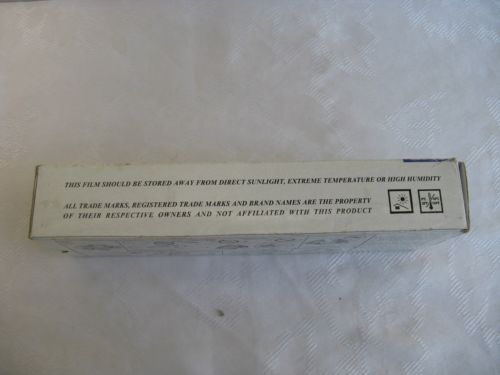 THIS FILM SHOULD BE STORED AWAY FROM DIRECT SUNLIGHT, EXTREME TEMPERATURE OR HIGH HUMIDITY
ALL TRADE MARKS, REGISTERED TRADE MARKS AND BRAND NAMES ARE THE PROPERTY
OF THEIR RESPECTIVE OWNERS AND NOT AFFILIATED WITH THIS PRODUCT